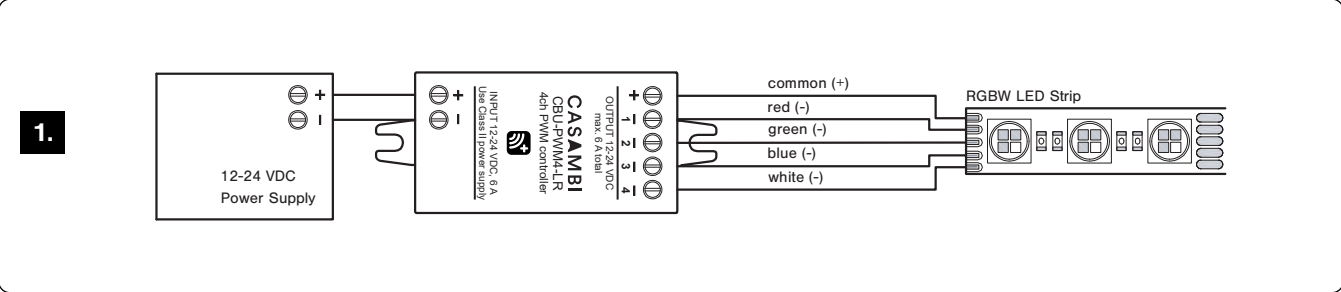 1.
+
-
12-24 VDC
Power Supply
+
-
INPUT 12-24 VDC, 6 A
Use Class II power supply
CASAMBI
CBU-PWM4-LR
4ch PWM controller
OUTPUT 12-24 VDC
max. 6 A total
+
1 -
2 -
3 -
4 -
common (+)
red (-)
green (-)
blue (-)
white (-)
RGBW LED Strip